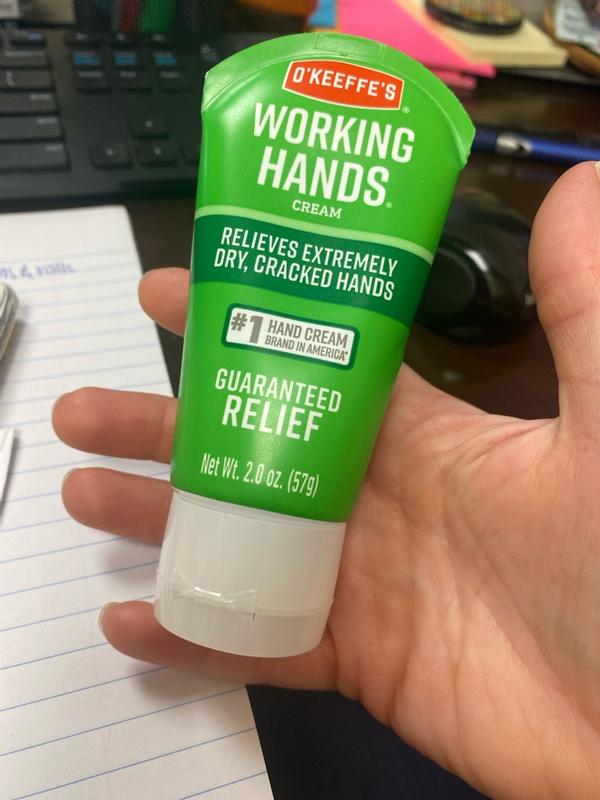 O'KEEFFE'S®
WORKING
HANDS®
CREAM
RELIEVES EXTREMELY
DRY, CRACKED HANDS
#1 HAND CREAM
BRAND IN AMERICA*
GUARANTEED
RELIEF
Net Wt. 2.0 oz. (57g)